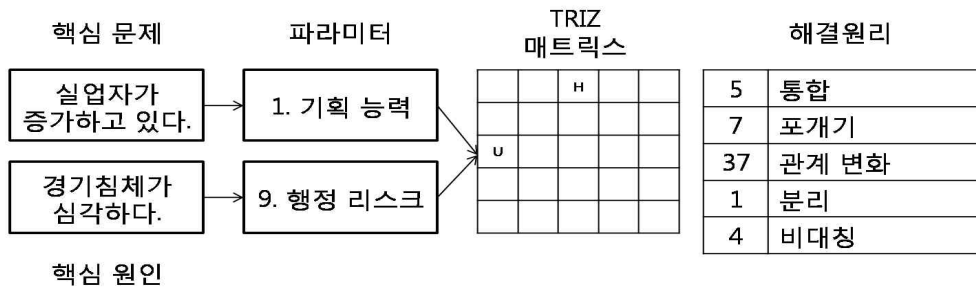 핵심 문제
파라미터
TRIZ
매트릭스
해결원리
실업자가
증가하고 있다.
1. 기획 능력
경기침체가
심각하다.
9. 행정 리스크
H
U
5 통합
7 포개기
37 관계 변화
1 분리
4 비대칭
핵심 원인